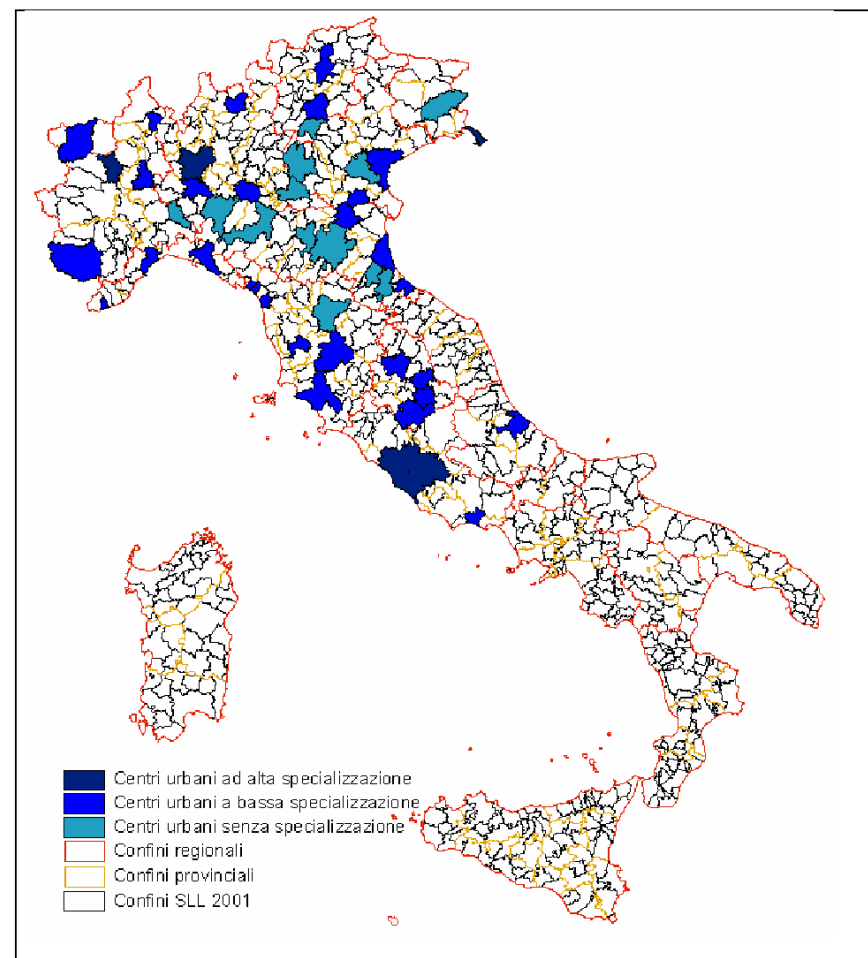 Centri urbani ad alta specializzazione
Centri urbani a bassa specializzazione
Centri urbani senza specializzazione
Confini regionali
Confini provinciali
Confini SLL 2001